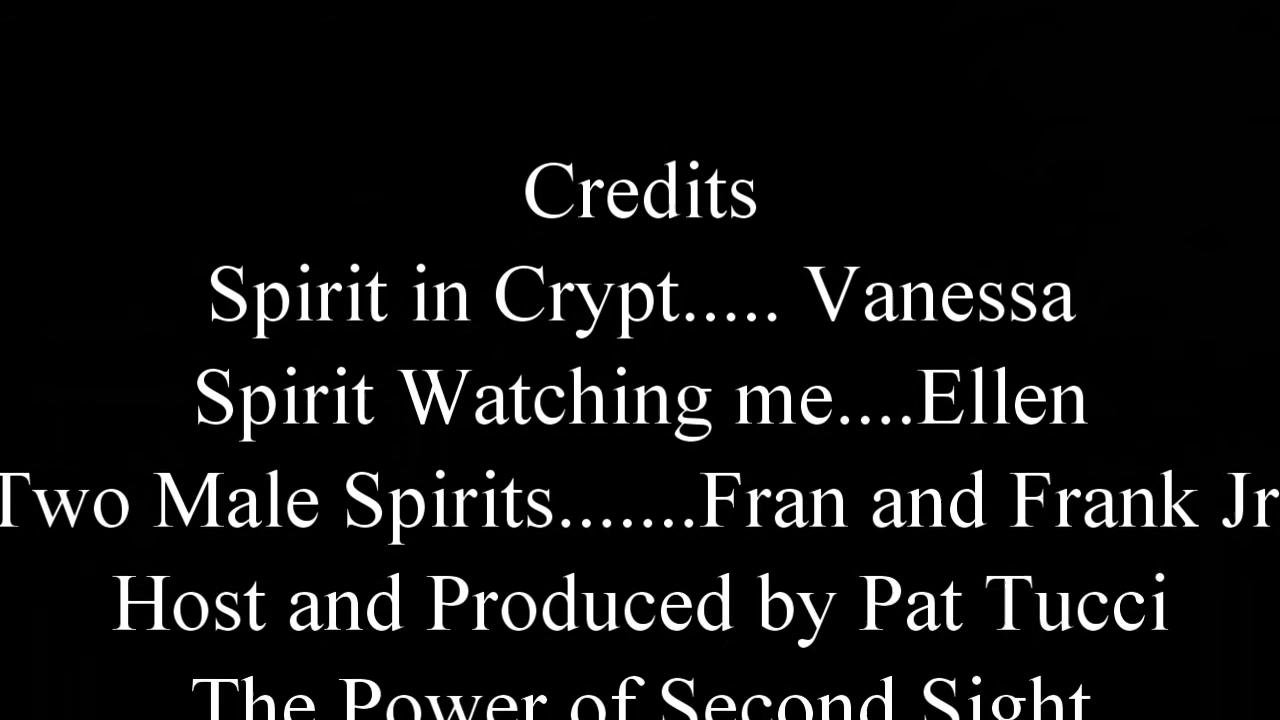 Credits
Spirit in Crypt..... Vanessa
Spirit Watching me....Ellen
Two Male Spirits.......Fran and Frank Jr
Host and Produced by Pat Tucci
The Power of Second Sight